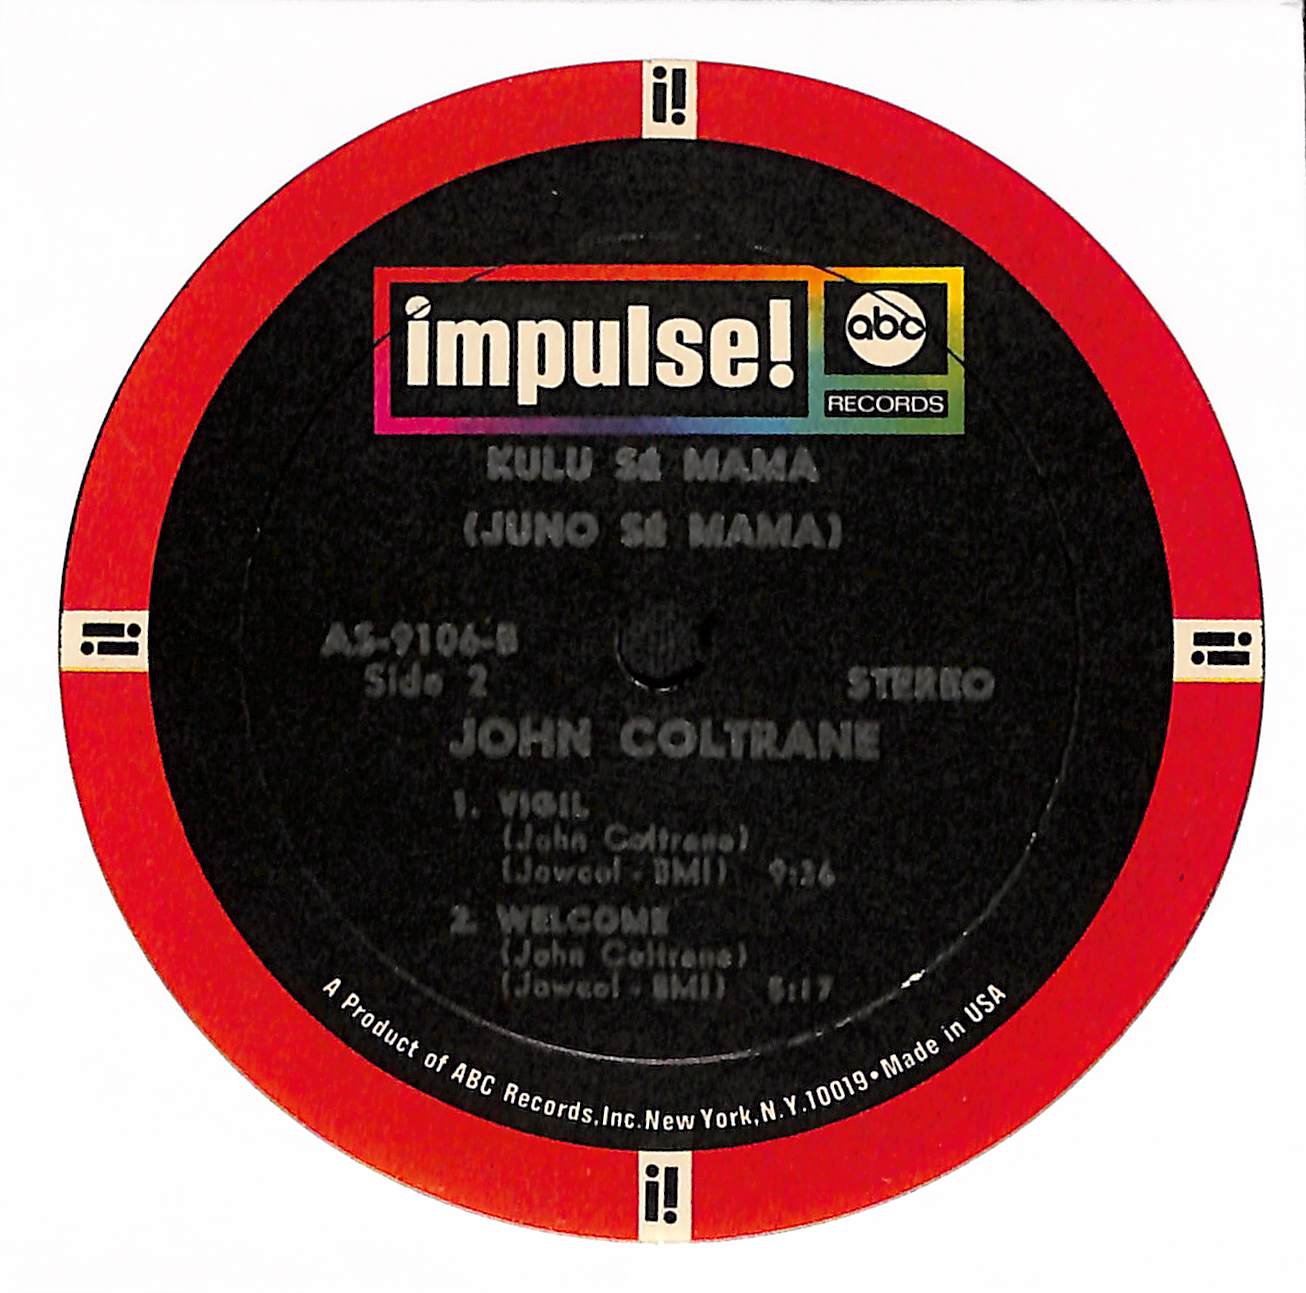 i!
impulse!
abc
RECORDS
KULU Sé MAMA
(JUNO Sé MAMA)
AS-9106-B
Side 2
STEREO
JOHN COLTRANE
1. VIGIL
(John Coltrane)
(Jowcol - BMI) 9:36
2. WELCOME
(John Coltrane)
(Jowcol - BMI) 5:17
A Product of ABC Records,Inc.New York,N.Y.10019•Made in USA
i!
i!
i!